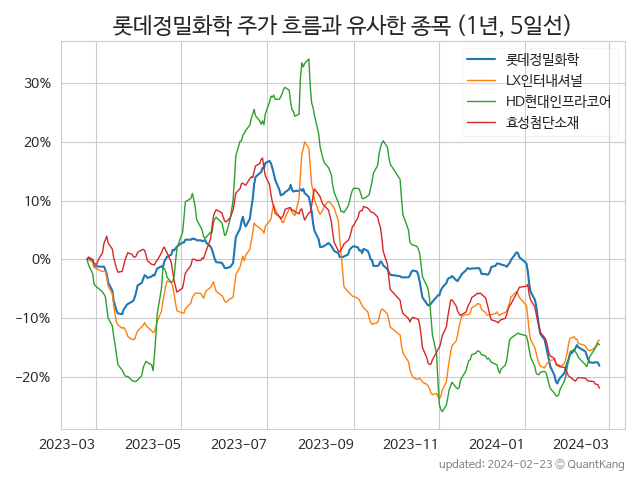 롯데정밀화학 주가 흐름과 유사한 종목 (1년, 5일선)
롯데정밀화학
LX인터내셔널
HD현대인프라코어
효성첨단소재
30%
20%
10%
0%
−10%
−20%
2023-03 2023-05 2023-07 2023-09 2023-11 2024-01 2024-03
updated: 2024-02-23 © QuantKang